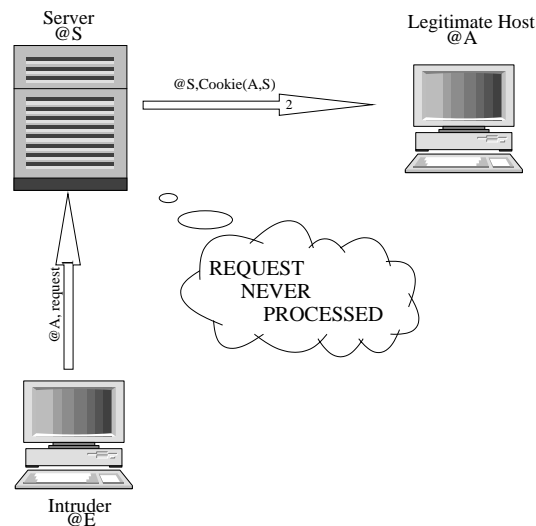 Server
@S
Legitimate Host
@A
@S,Cookie(A,S)
2
REQUEST
NEVER
PROCESSED
@A, request
Intruder
@E